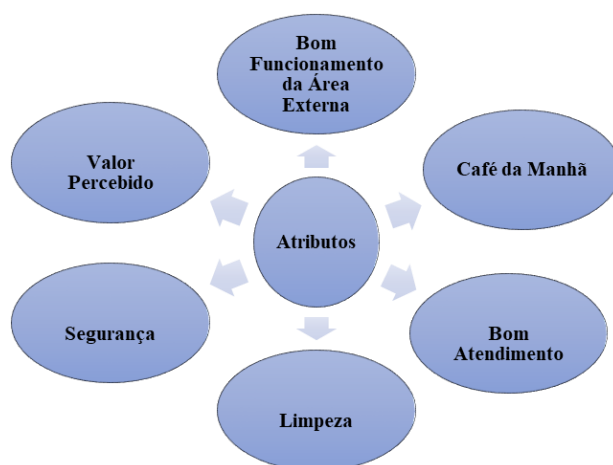 Bom
Funcionamento
da Área
Externa
Valor
Percebido
Café da Manhã
Atributos
Segurança
Bom
Atendimento
Limpeza